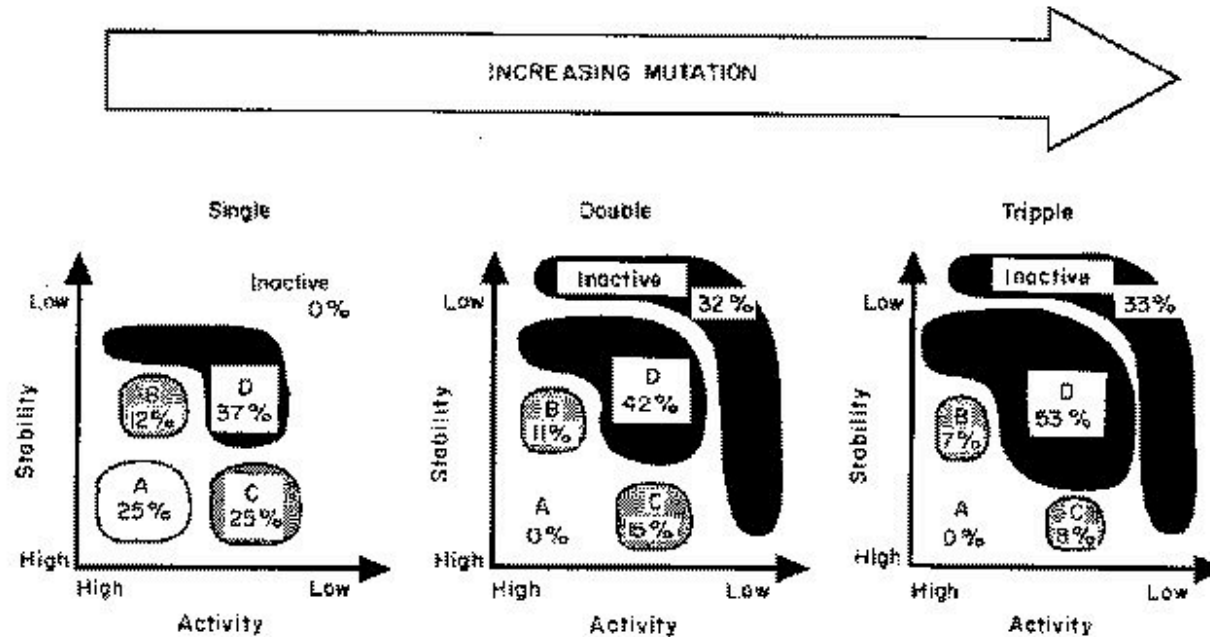 INCREASING MUTATION
Single
Double
Tripple
Inactive
0%
Low
B
12%
D
37%
A
25%
C
25%
High
High
Low
Stability
Activity
Inactive
32%
Low
D
42%
B
11%
A
0%
C
15%
High
High
Low
Stability
Activity
Inactive
33%
Low
D
53%
B
7%
A
0%
C
8%
High
High
Low
Stability
Activity